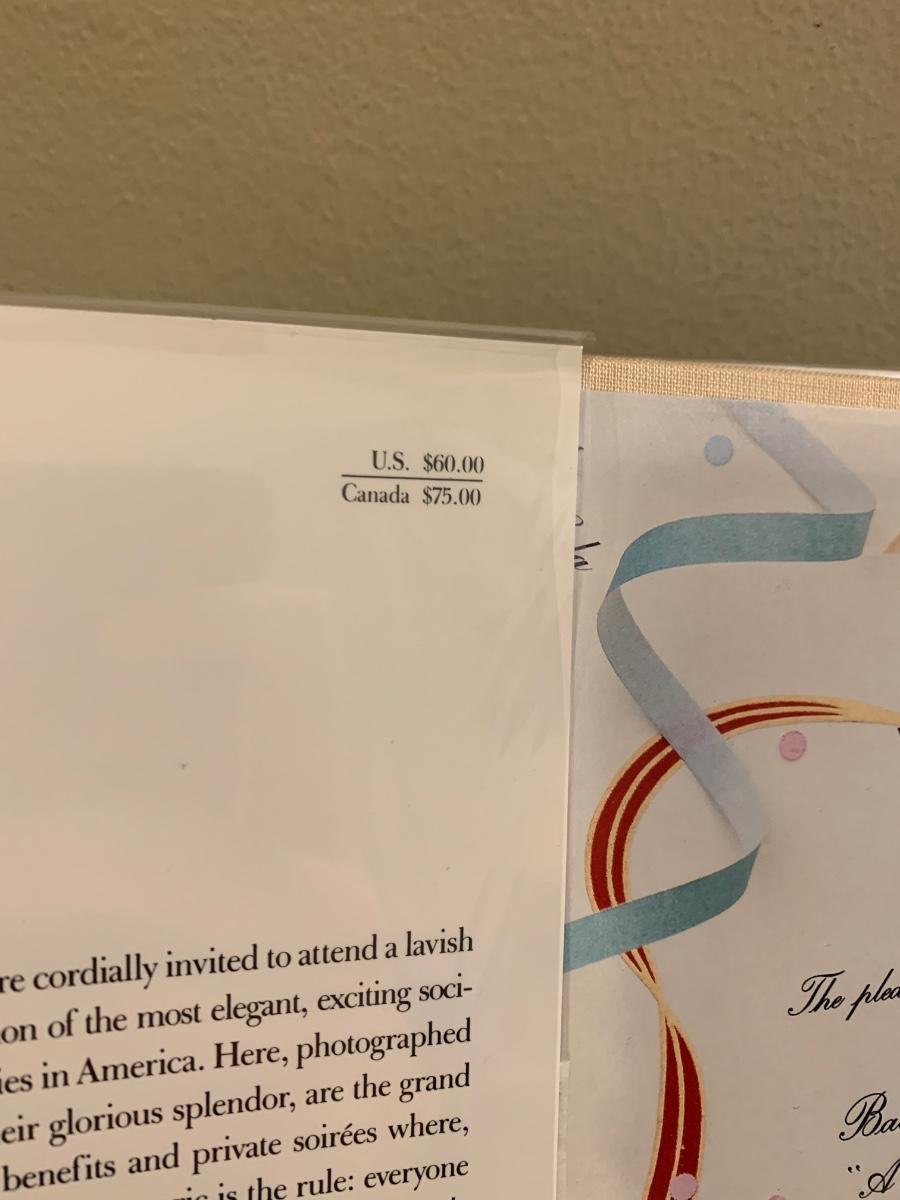 U.S. $60.00
Canada $75.00
la
re cordially invited to attend a lavish
on of the most elegant, exciting soci-
ies in America. Here, photographed
eir glorious splendor, are the grand
benefits and private soirées where,
is the rule: everyone
The plea
Ba
"A